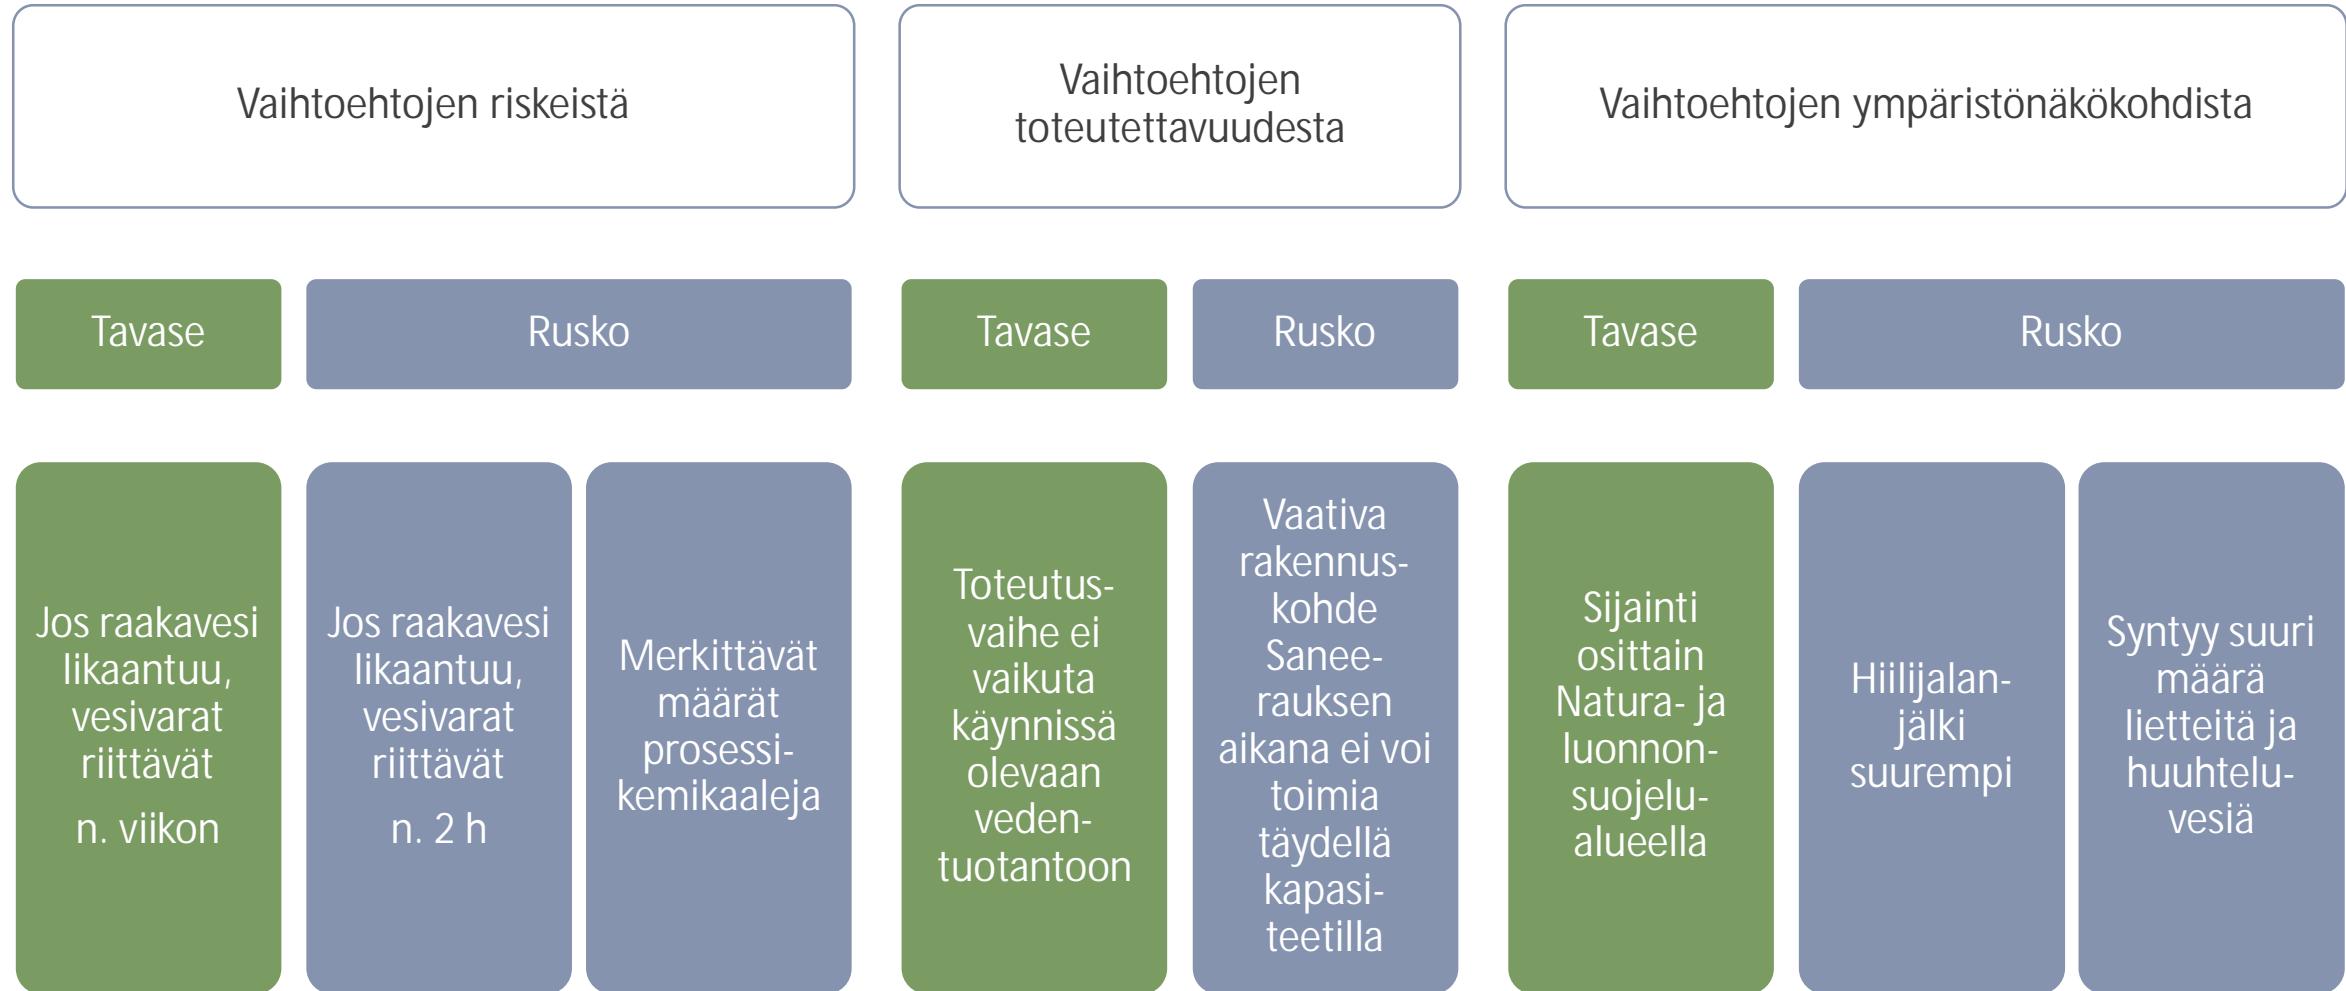 Vaihtoehtojen riskeistä
Vaihtoehtojen
toteutettavuudesta
Vaihtoehtojen ympäristönäkökohdista
Tavase
Rusko
Tavase
Rusko
Tavase
Rusko
Jos raakavesi
likaantuu,
vesivarat
riittävät
n. viikon
Jos raakavesi
likaantuu,
vesivarat
riittävät
n. 2 h
Merkittävät
määrät
prosessi-
kemikaaleja
Toteutus-
vaihe ei
vaikuta
käynnissä
olevaan
veden-
tuotantoon
Vaativa
rakennus-
kohde
Sanee-
rauksen
aikana ei voi
toimia
täydellä
kapasi-
teetilla
Sijainti
osittain
Natura- ja
luonnon-
suojelu-
alueella
Hiilijalan-
jälki
suurempi
Syntyy suuri
määrä
lietteitä ja
huuhtelu-
vesiä